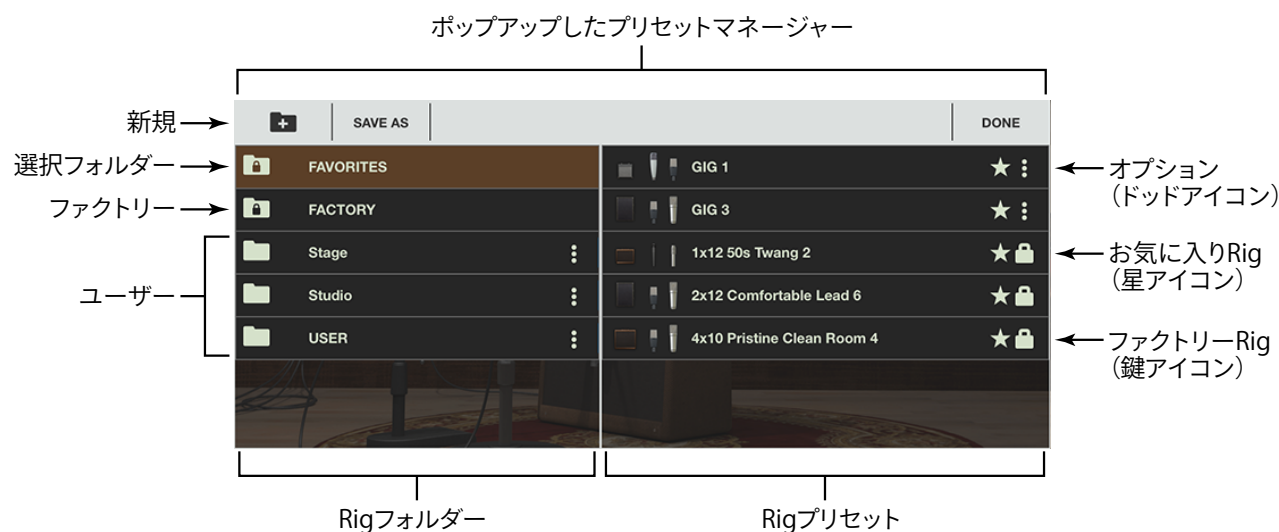 ポップアップしたプリセットマネージャー
新規
SAVE AS
DONE
選択フォルダー
FAVORITES
GIG 1
オプション
（ドッドアイコン）
ファクトリー
FACTORY
GIG 3
Stage
1x12 50s Twang 2
お気に入りRig
（星アイコン）
ユーザー
Studio
2x12 Comfortable Lead 6
USER
4x10 Pristine Clean Room 4
ファクトリーRig
（鍵アイコン）
Rigフォルダー
Rigプリセット